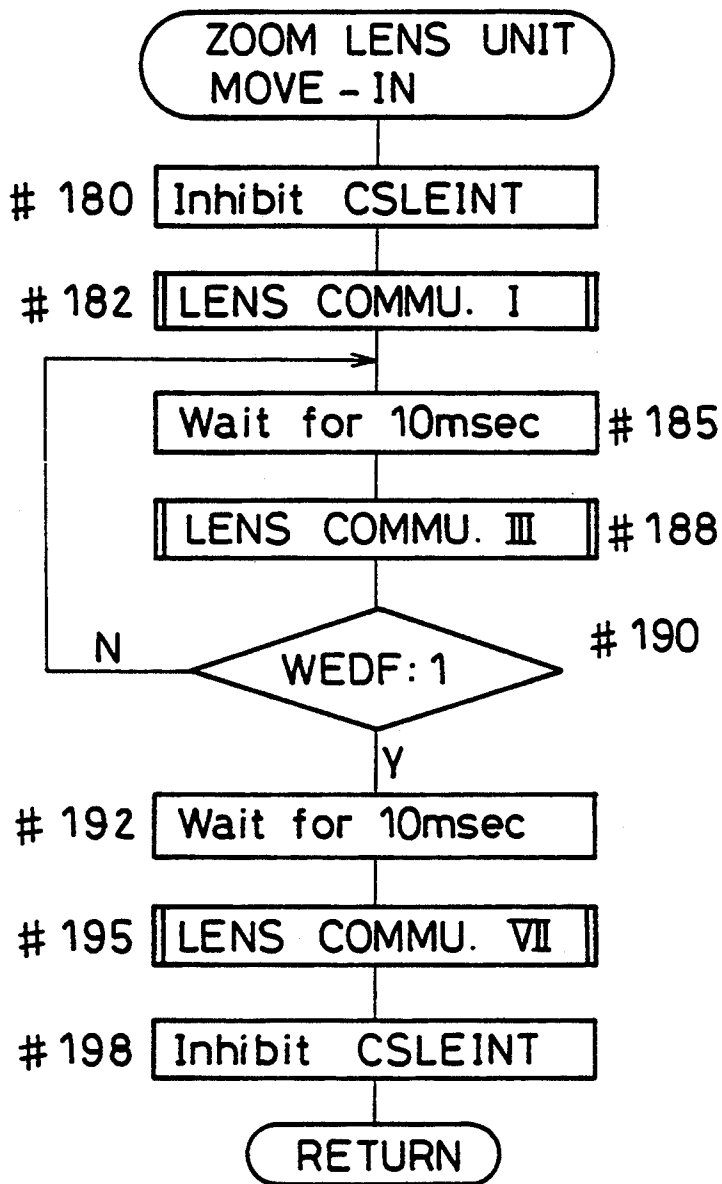 ZOOM LENS UNIT
MOVE - IN
# 180 Inhibit CSLEINT
# 182 LENS COMMU. I
Wait for 10msec # 185
LENS COMMU. III # 188
# 190
N WEDF: 1
Y
# 192 Wait for 10msec
# 195 LENS COMMU. VII
# 198 Inhibit CSLEINT
RETURN